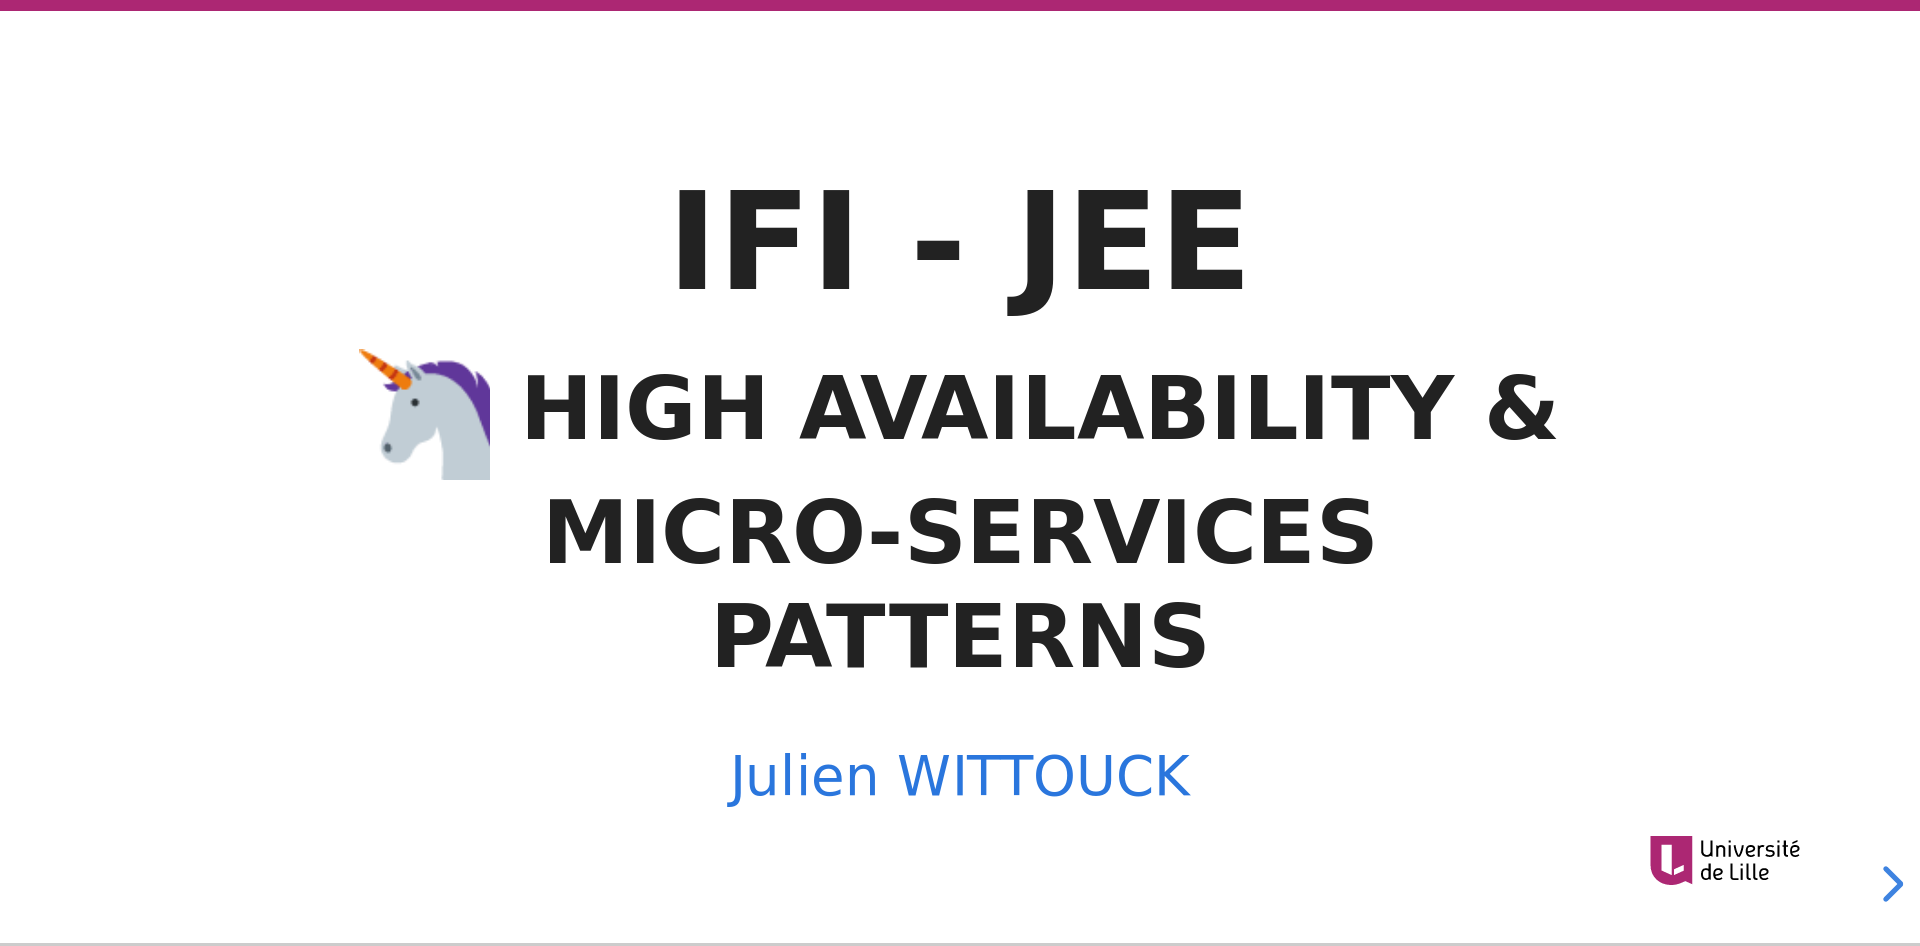 IFI - JEE
🦄 HIGH AVAILABILITY &
MICRO-SERVICES
PATTERNS
Julien WITTOUCK
Université
de Lille